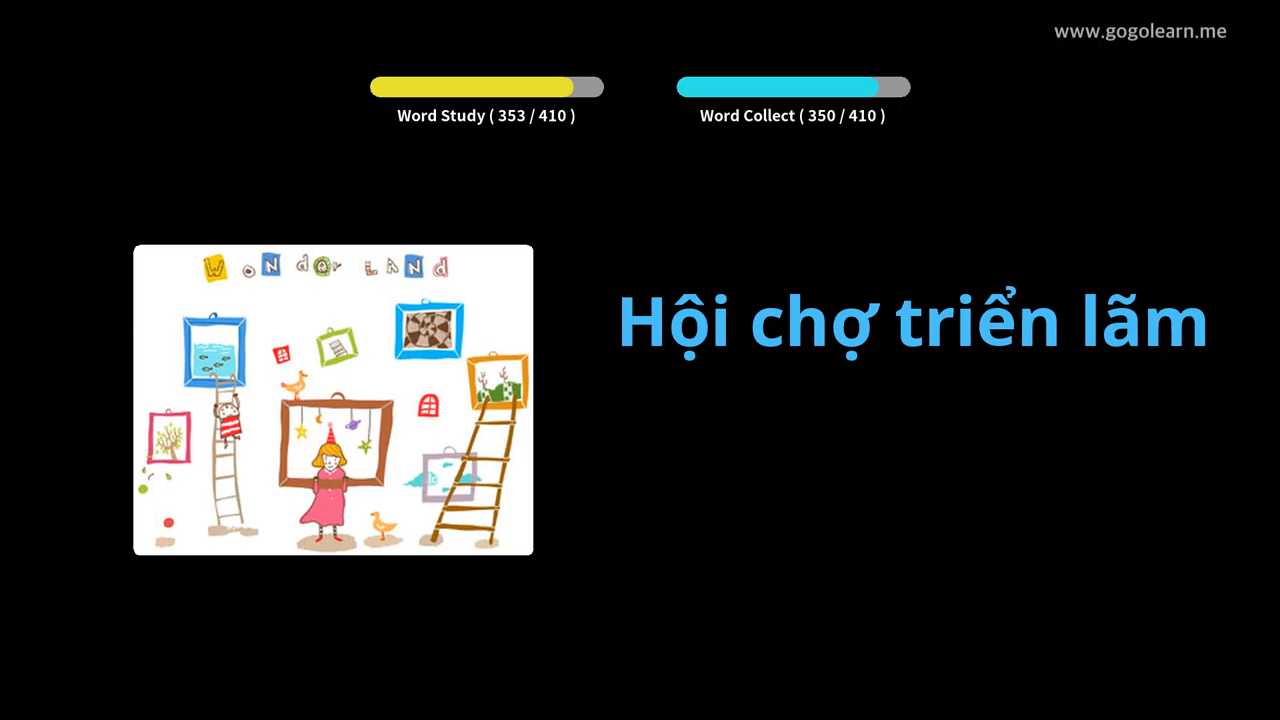 www.gogolearn.me
Word Study ( 353 / 410 )
Word Collect ( 350 / 410 )
WoNder LANd
Hội chợ triển lãm